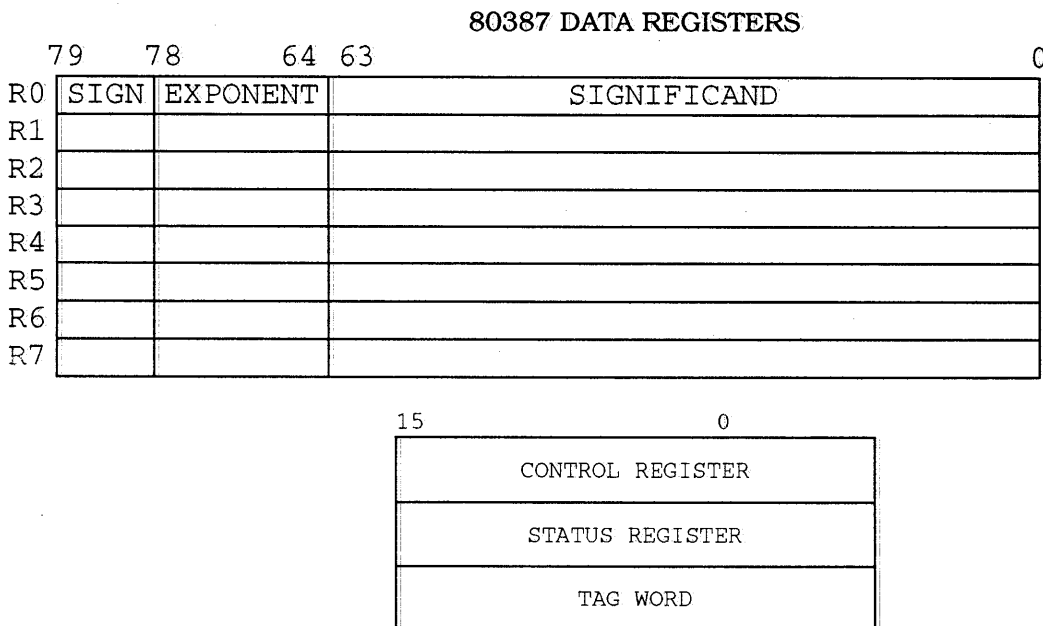 80387 DATA REGISTERS
79 78 64 63 0
R0 SIGN EXPONENT SIGNIFICAND
R1
R2
R3
R4
R5
R6
R7
15 0
CONTROL REGISTER
STATUS REGISTER
TAG WORD